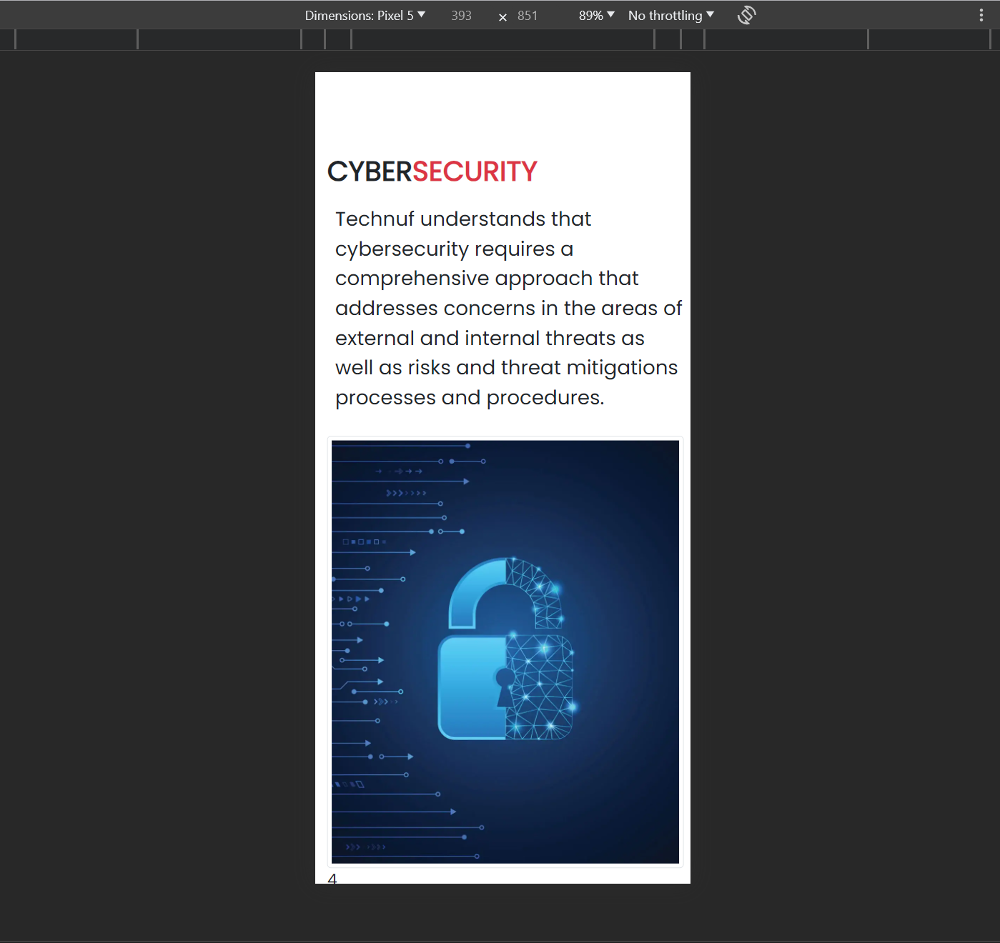 Dimensions: Pixel 5 393 × 851 89% No throttling
CYBERSECURITY
Technuf understands that
cybersecurity requires a
comprehensive approach that
addresses concerns in the areas of
external and internal threats as
well as risks and threat mitigations
processes and procedures.
4